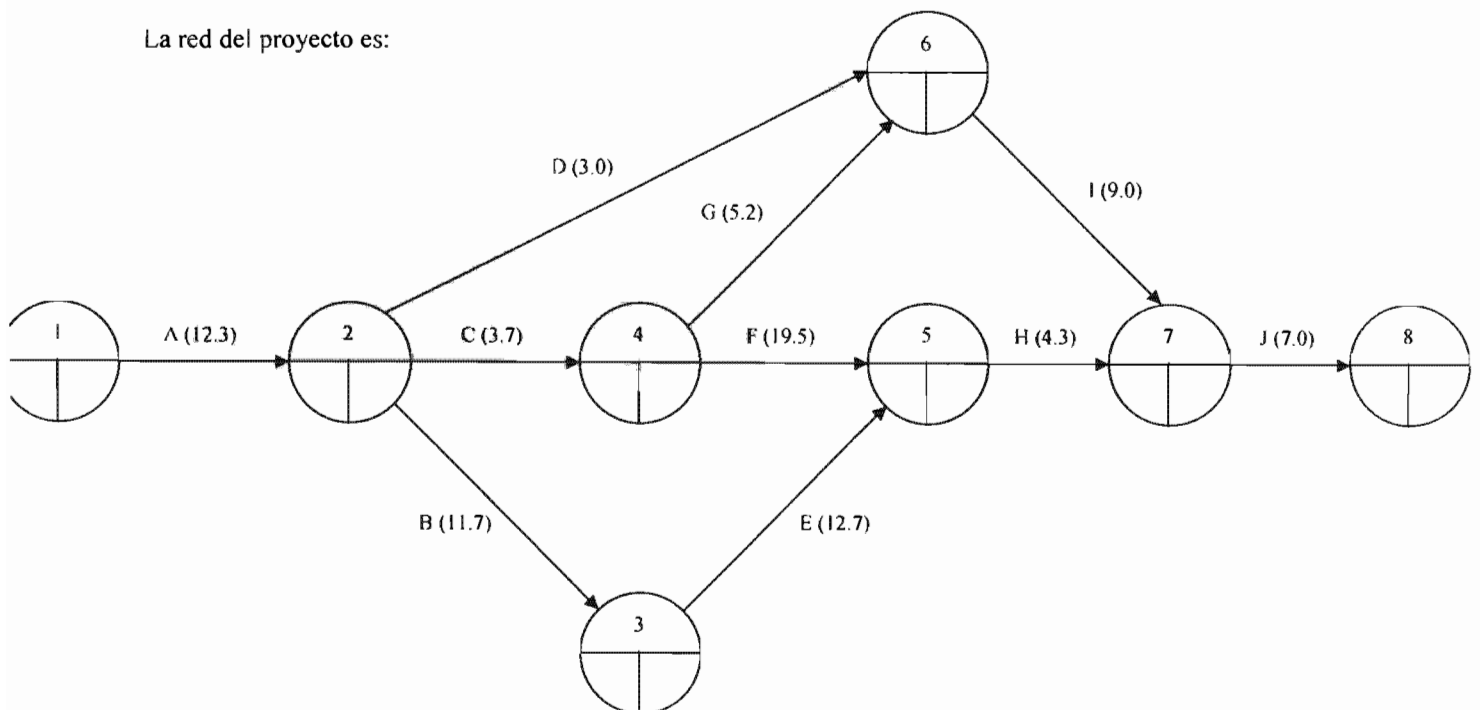 La red del proyecto es:
6
D (3.0)
G (5.2)
I (9.0)
1
A (12.3)
2
C (3.7)
4
F (19.5)
5
H (4.3)
7
J (7.0)
8
B (11.7)
E (12.7)
3